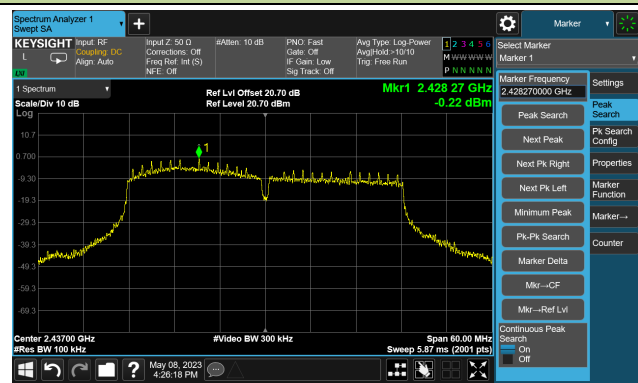 Spectrum Analyzer 1
Swept SA
KEYSIGHT
L
LXI
Input: RF
Coupling: DC
Align: Auto
Input Z: 50 Ω
Corrections: Off
Freq Ref: Int (S)
NFE: Off
#Atten: 10 dB
PNO: Fast
Gate: Off
IF Gain: Low
Sig Track: Off
Avg Type: Log-Power
Avg|Hold:>10/10
Trig: Free Run
1 2 3 4 5 6
M W W W W W
P N N N N N
1 Spectrum
Scale/Div 10 dB
Log
Ref Lvl Offset 20.70 dB
Ref Level 20.70 dBm
Mkr1 2.428 27 GHz
-0.22 dBm
10.7
0.700
-9.30
-19.3
-29.3
-39.3
-49.3
-59.3
-69.3
1
Center 2.43700 GHz
#Res BW 100 kHz
#Video BW 300 kHz
Span 60.00 MHz
Sweep 5.87 ms (2001 pts)
?
May 08, 2023
4:26:18 PM
Marker
Select Marker
Marker 1
Marker Frequency
2.428270000 GHz
Peak Search
Next Peak
Next Pk Right
Next Pk Left
Minimum Peak
Pk-Pk Search
Marker Delta
Mkr→CF
Mkr→Ref Lvl
Continuous Peak
Search
On
Off
Settings
Peak
Search
Pk Search
Config
Properties
Marker
Function
Marker→
Counter